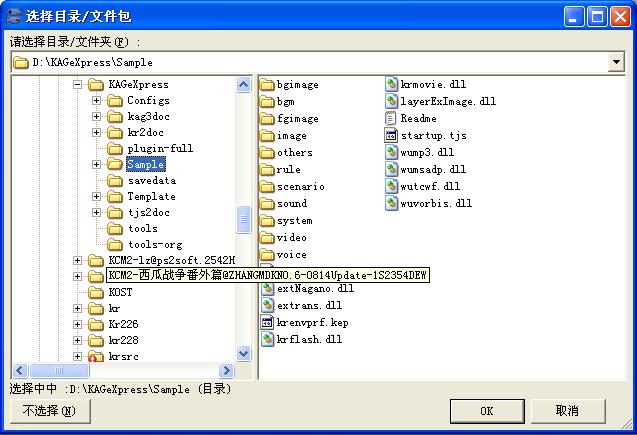 选择目录/文件包
请选择目录/文件夹(F) :
D:\KAGeXpress\Sample
KAGeXpress
Configs
kag3doc
kr2doc
plugin-full
Sample
savedata
Template
tjs2doc
tools
tools-org
KCM2-lz@ps2soft.2542H
KCM2-西瓜战争番外篇@ZHANGMDKNO.6-0814Update-1S2354DEW
KOST
kr
Kr226
kr228
krsrc
bgimage
bgm
fgimage
image
others
rule
scenario
sound
system
video
voice
extNagano.dll
extrans.dll
krenvprf.kep
krflash.dll
krmovie.dll
layerExImage.dll
Readme
startup.tjs
wump3.dll
wumsadp.dll
wutcwf.dll
wuvorbis.dll
选择中中 :D:\KAGeXpress\Sample (目录)
不选择(N)
OK
取消